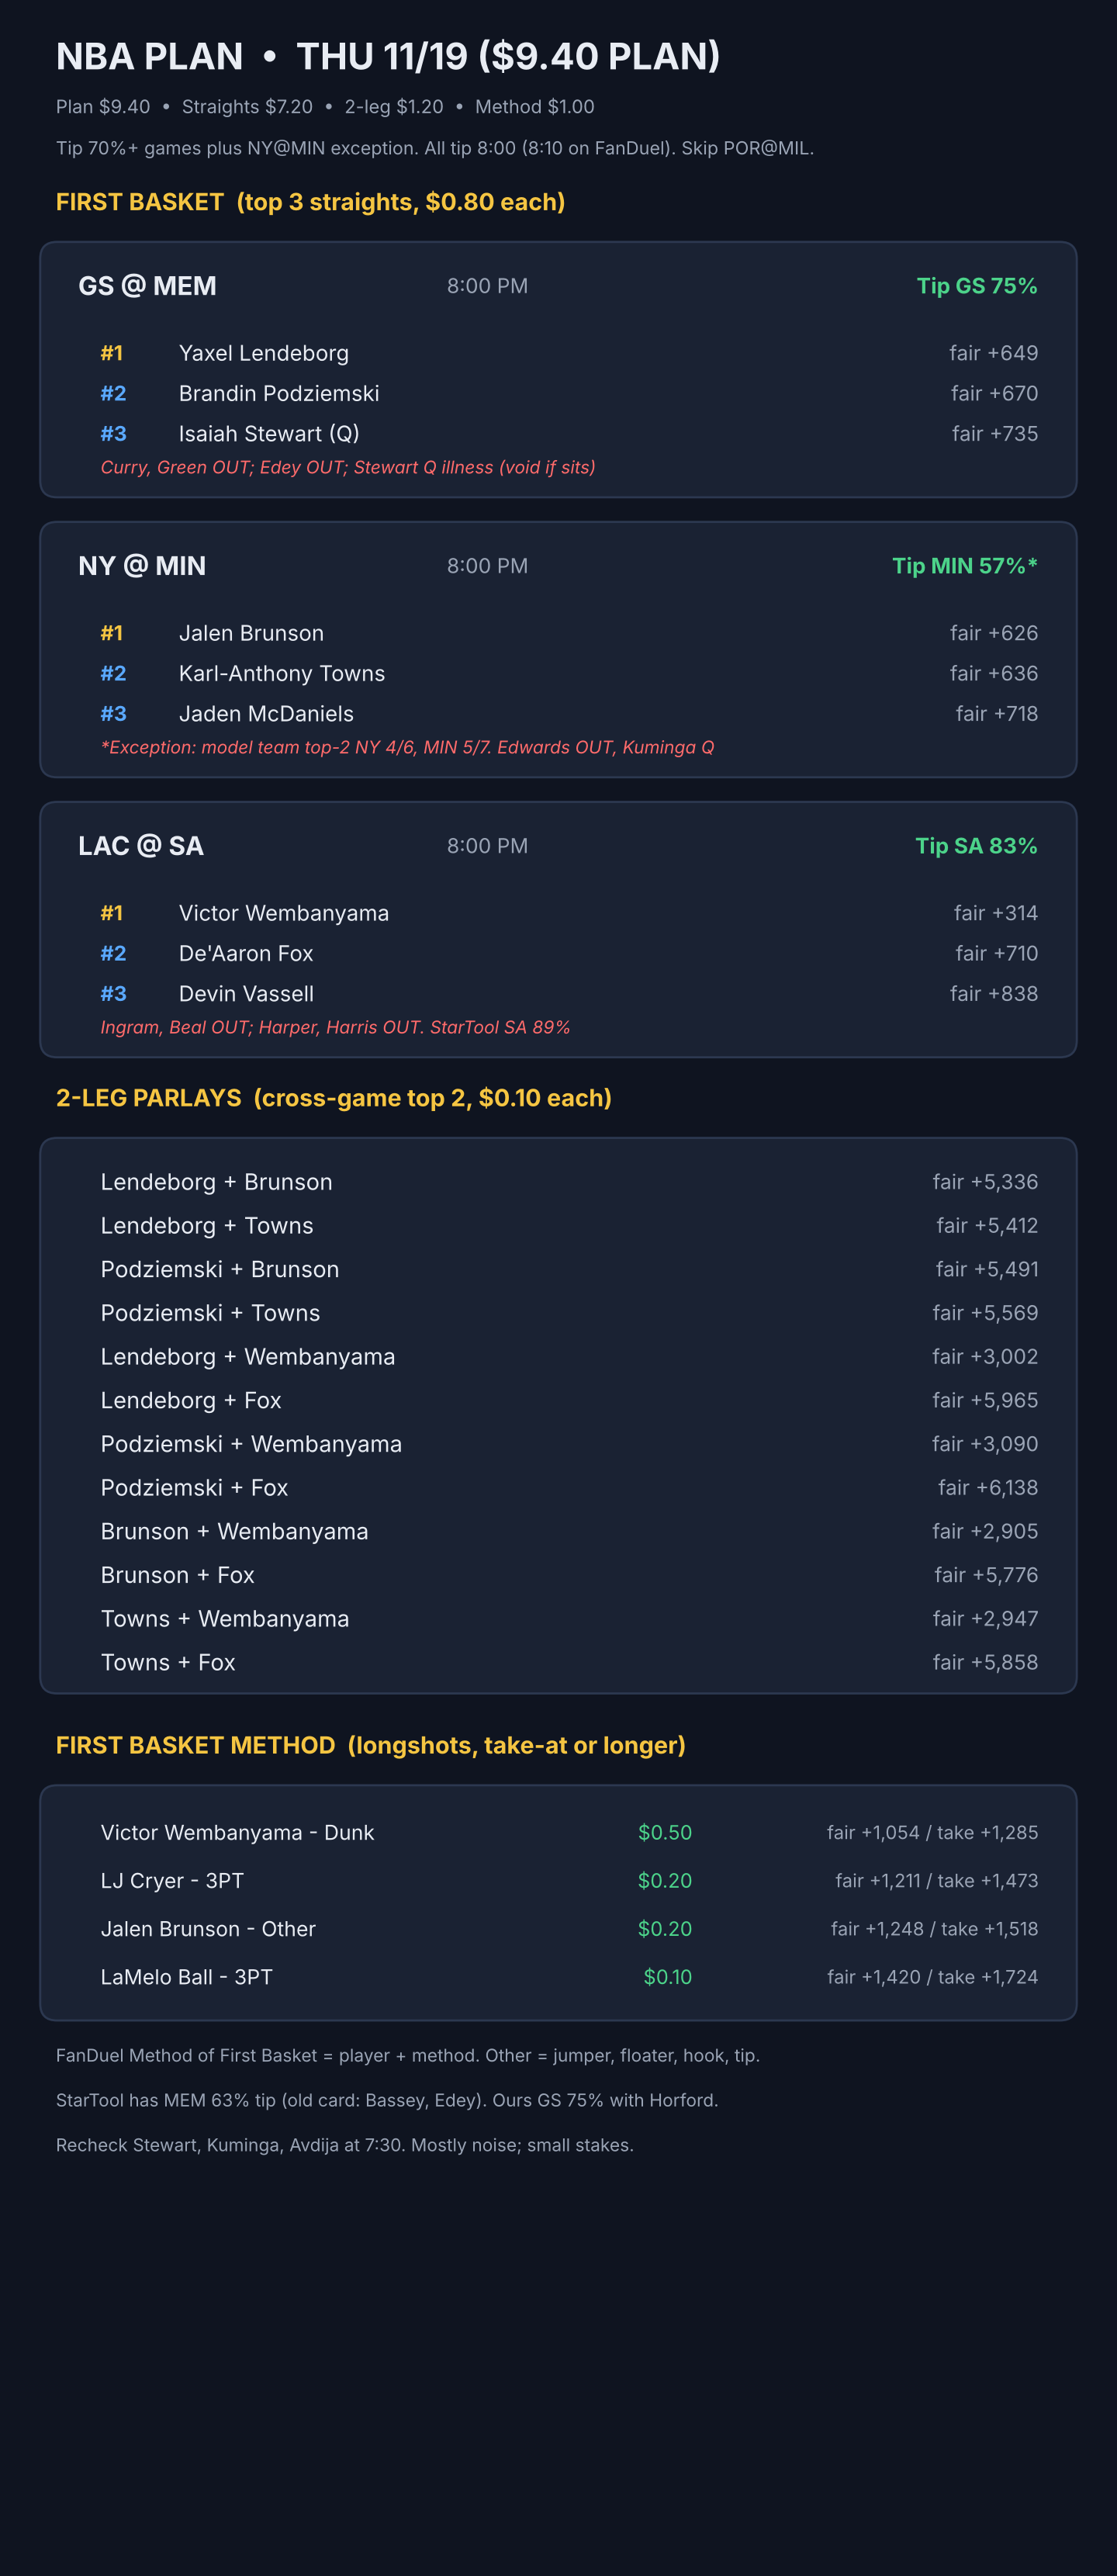 NBA PLAN • THU 11/19 ($9.40 PLAN)
Plan $9.40 • Straights $7.20 • 2-leg $1.20 • Method $1.00
Tip 70%+ games plus NY@MIN exception. All tip 8:00 (8:10 on FanDuel). Skip POR@MIL.
FIRST BASKET (top 3 straights, $0.80 each)
GS @ MEM 8:00 PM Tip GS 75%
#1 Yaxel Lendeborg fair +649
#2 Brandin Podziemski fair +670
#3 Isaiah Stewart (Q) fair +735
Curry, Green OUT; Edey OUT; Stewart Q illness (void if sits)
NY @ MIN 8:00 PM Tip MIN 57%*
#1 Jalen Brunson fair +626
#2 Karl-Anthony Towns fair +636
#3 Jaden McDaniels fair +718
*Exception: model team top-2 NY 4/6, MIN 5/7. Edwards OUT, Kuminga Q
LAC @ SA 8:00 PM Tip SA 83%
#1 Victor Wembanyama fair +314
#2 De'Aaron Fox fair +710
#3 Devin Vassell fair +838
Ingram, Beal OUT; Harper, Harris OUT. StarTool SA 89%
2-LEG PARLAYS (cross-game top 2, $0.10 each)
Lendeborg + Brunson fair +5,336
Lendeborg + Towns fair +5,412
Podziemski + Brunson fair +5,491
Podziemski + Towns fair +5,569
Lendeborg + Wembanyama fair +3,002
Lendeborg + Fox fair +5,965
Podziemski + Wembanyama fair +3,090
Podziemski + Fox fair +6,138
Brunson + Wembanyama fair +2,905
Brunson + Fox fair +5,776
Towns + Wembanyama fair +2,947
Towns + Fox fair +5,858
FIRST BASKET METHOD (longshots, take-at or longer)
Victor Wembanyama - Dunk $0.50 fair +1,054 / take +1,285
LJ Cryer - 3PT $0.20 fair +1,211 / take +1,473
Jalen Brunson - Other $0.20 fair +1,248 / take +1,518
LaMelo Ball - 3PT $0.10 fair +1,420 / take +1,724
FanDuel Method of First Basket = player + method. Other = jumper, floater, hook, tip.
StarTool has MEM 63% tip (old card: Bassey, Edey). Ours GS 75% with Horford.
Recheck Stewart, Kuminga, Avdija at 7:30. Mostly noise; small stakes.